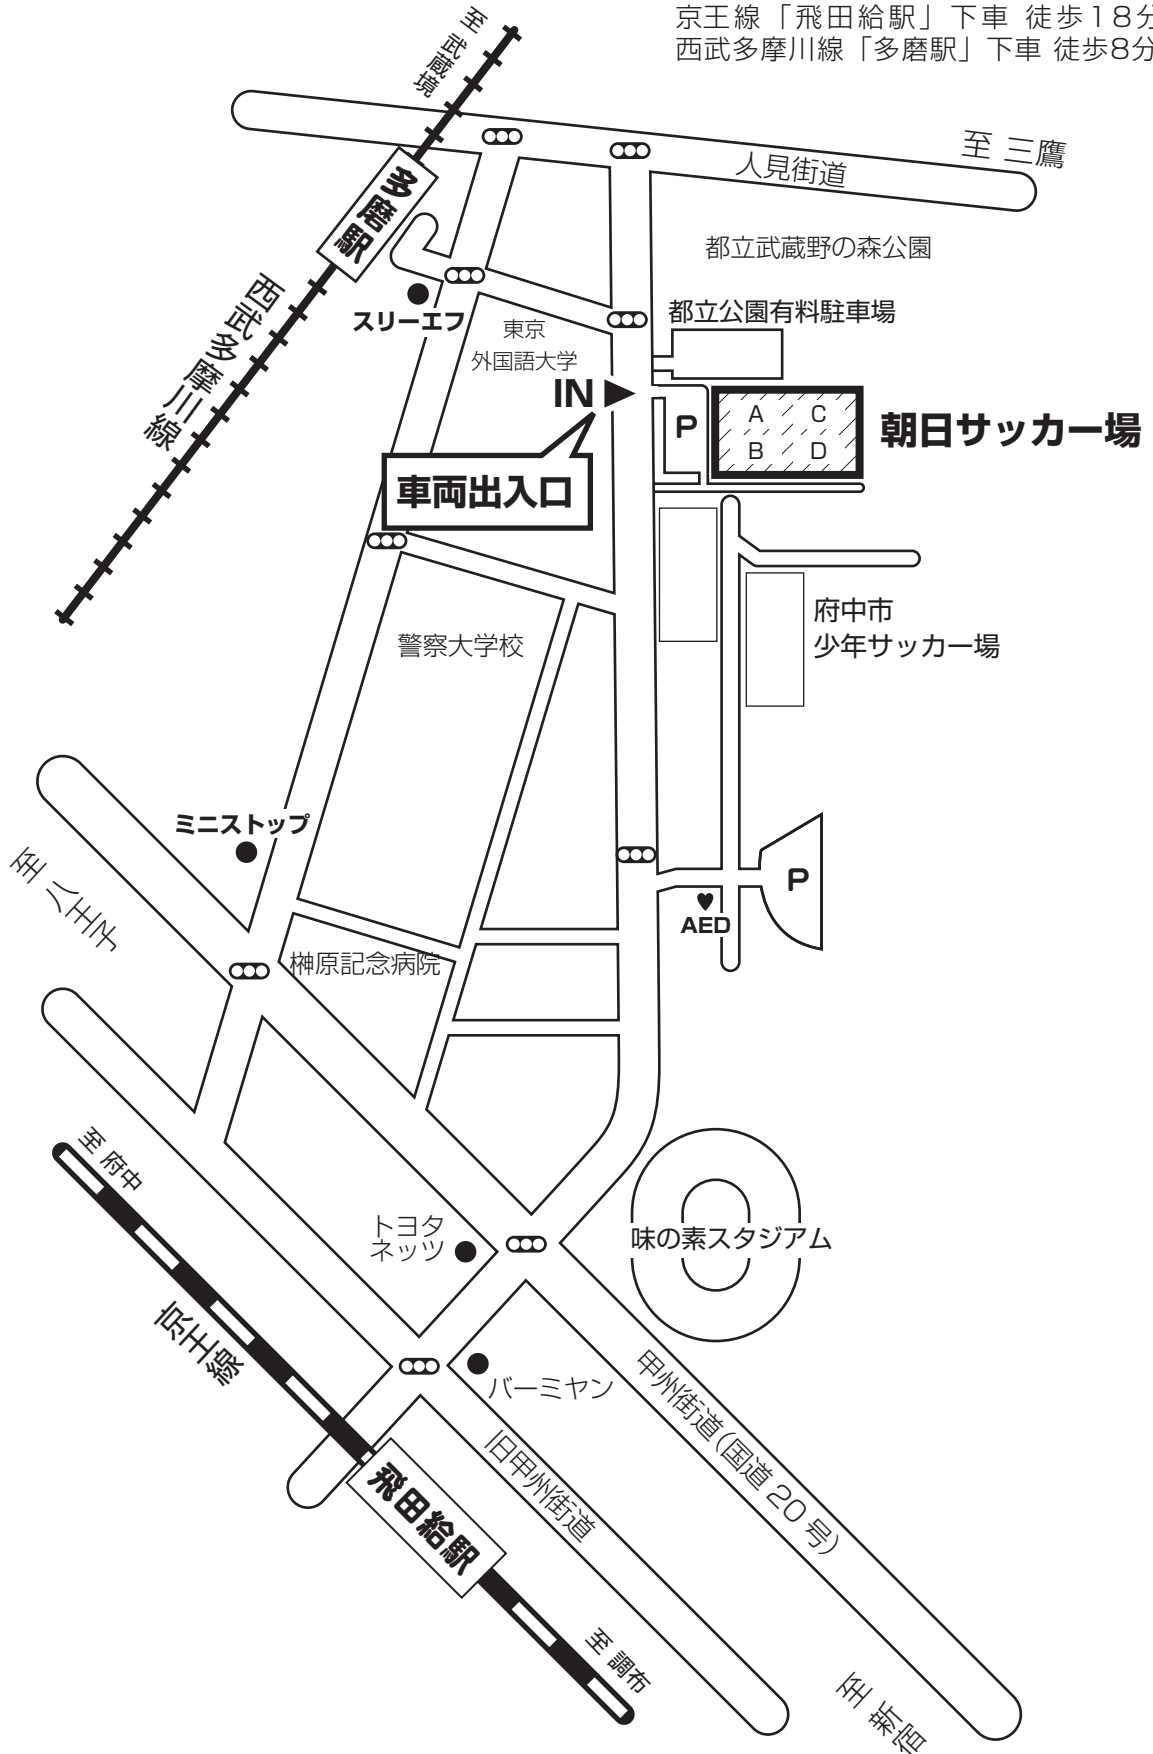 京王線「飛田給駅」下車 徒歩18分
西武多摩川線「多磨駅」下車 徒歩8分
至 武蔵境
至 三鷹
人見街道
多磨駅
都立武蔵野の森公園
西武多摩川線
スリーエフ
東京
外国語大学
都立公園有料駐車場
IN
P
A C
B D
朝日サッカー場
車両出入口
府中市
少年サッカー場
警察大学校
ミニストップ
至 八王子
P
AED
榊原記念病院
至 府中
トヨタ
ネッツ
味の素スタジアム
京王線
バーミヤン
甲州街道(国道20号)
旧甲州街道
飛田給駅
至 調布
至 新宿